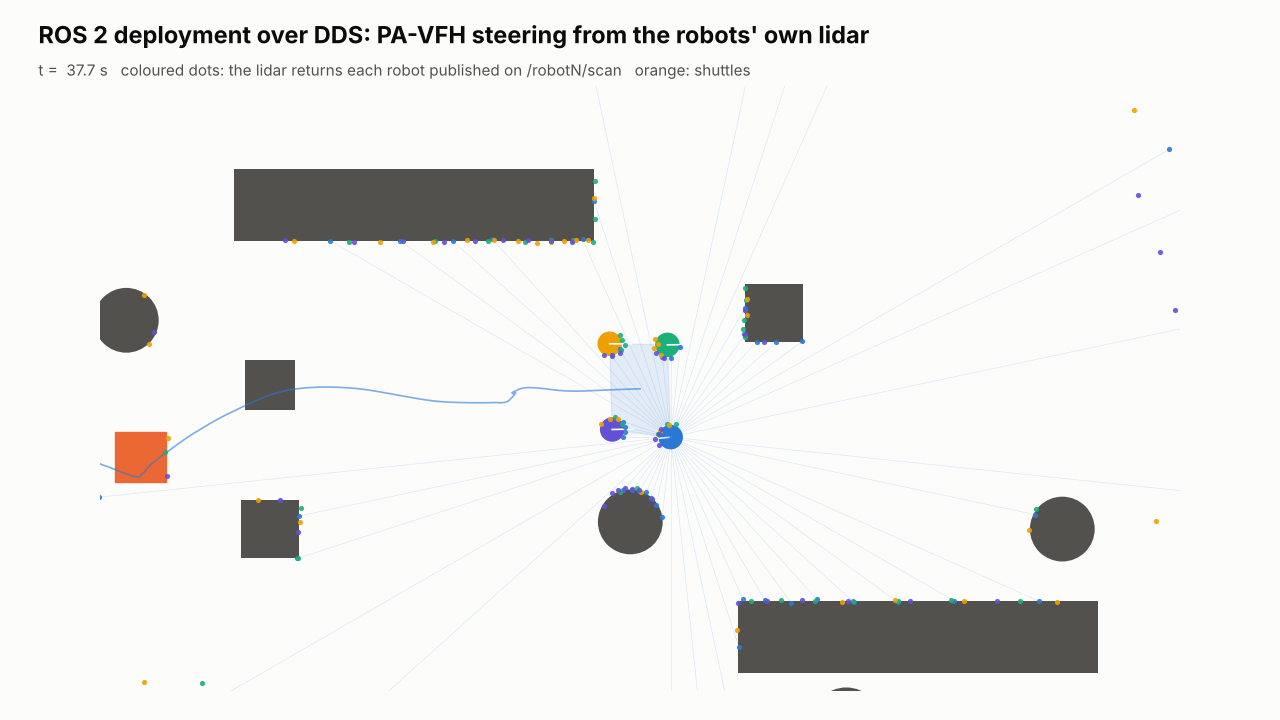 ROS 2 deployment over DDS: PA-VFH steering from the robots' own lidar
t =  37.7 s   coloured dots: the lidar returns each robot published on /robotN/scan   orange: shuttles